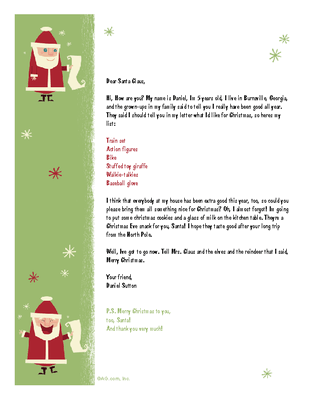 Dear Santa Claus,
Hi, How are you? My name is Daniel, I'm 5-years old, I live in Burnsville, Georgia,
and the grown-ups in my family said to tell you I really have been good all year.
They said I should tell you in my letter what I'd like for Christmas, so heres my
list:
Train set
Action figures
Bike
Stuffed toy giraffe
Walkie-talkies
Baseball glove
I think that everybody at my house has been extra good this year, too, so could you
please bring them all something nice for Christmas? Oh, I almost forgot! Im going
to put some christmas cookies and a glass of milk on the kitchen table. Theyre a
Christmas Eve snack for you, Santa! I hope they taste good after your long trip
from the North Pole.
Well, Ive got to go now. Tell Mrs. Claus and the elves and the reindeer that I said,
Merry Christmas.
Your friend,
Daniel Sutton
P.S. Merry Christmas to you,
too, Santa!
And thank you very much!